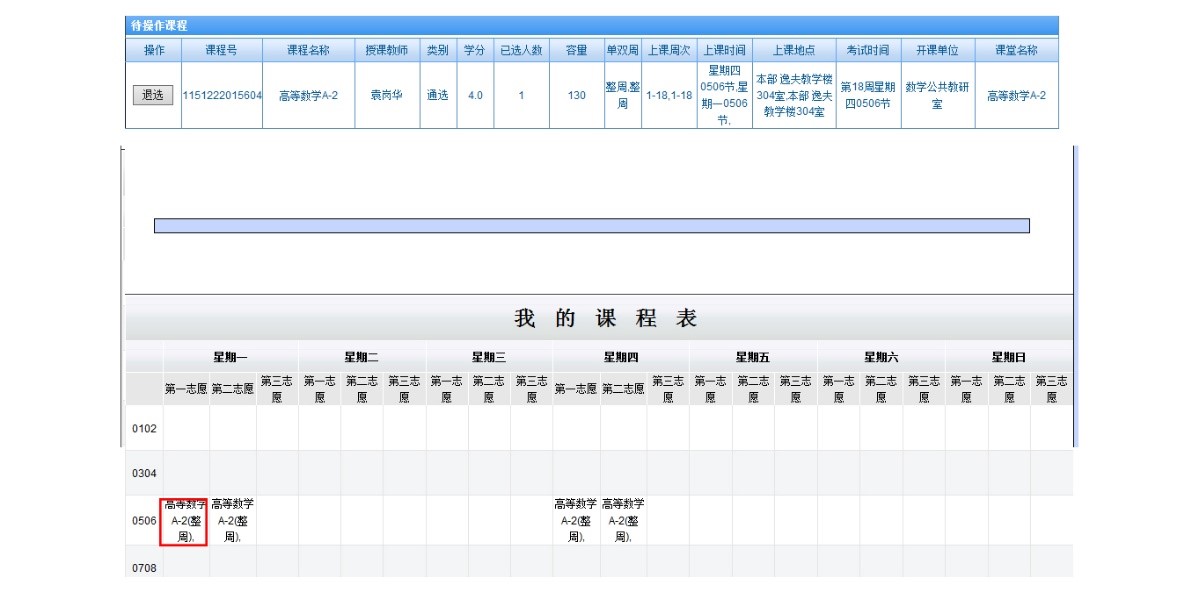 待操作课程
操作 课程号 课程名称 授课教师 类别 学分 已选人数 容量 单双周 上课周次 上课时间 上课地点 考试时间 开课单位 课堂名称
退选 1151222015604 高等数学A-2 袁岗华 通选 4.0 1 130 整周,整周 1-18,1-18 星期四0506节,星期一0506节, 本部 逸夫教学楼304室,本部 逸夫教学楼304室 第18周星期四0506节 数学公共教研室 高等数学A-2
我 的 课 程 表
星期一 星期二 星期三 星期四 星期五 星期六 星期日
第一志愿 第二志愿 第三志愿 第一志愿 第二志愿 第三志愿 第一志愿 第二志愿 第三志愿 第一志愿 第二志愿 第三志愿 第一志愿 第二志愿 第三志愿 第一志愿 第二志愿 第三志愿 第一志愿 第二志愿 第三志愿
0102
0304
0506 高等数学A-2(整周), 高等数学A-2(整周), 高等数学A-2(整周), 高等数学A-2(整周),
0708